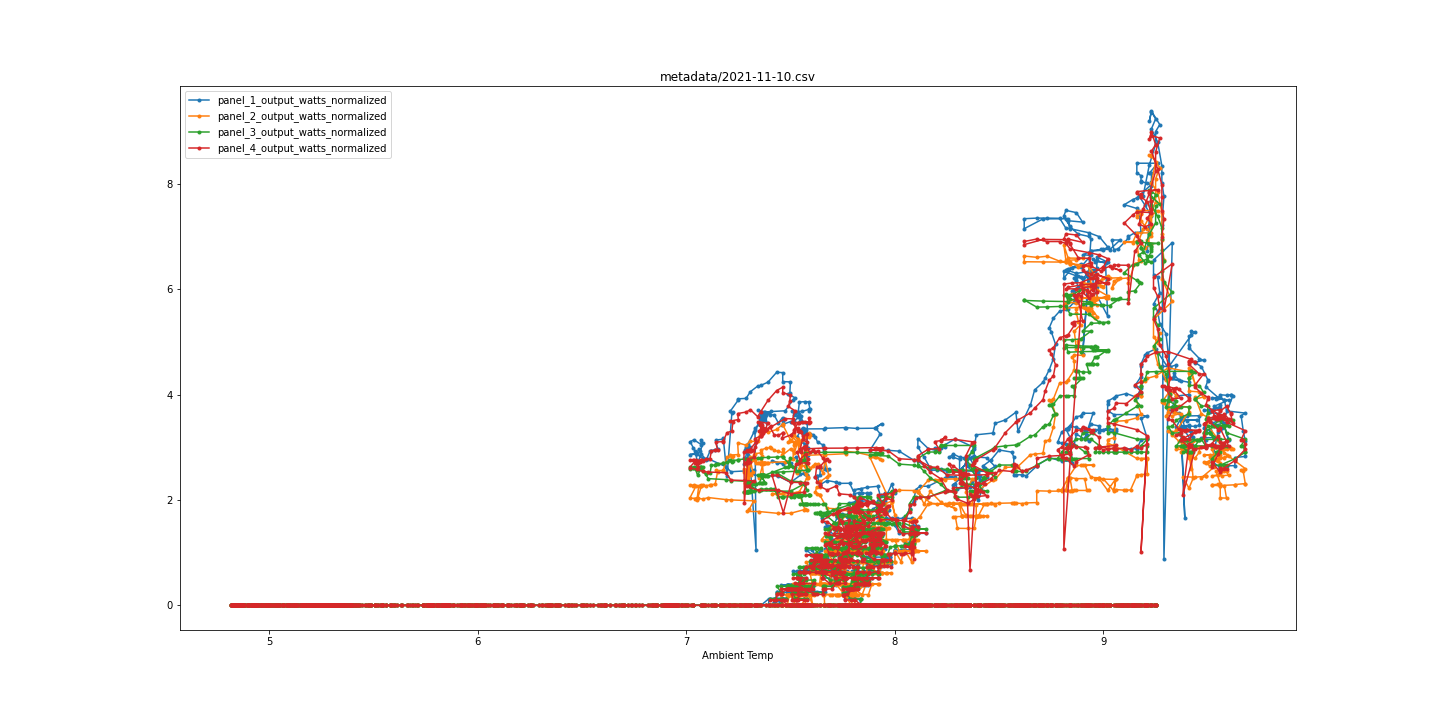 metadata/2021-11-10.csv
panel_1_output_watts_normalized
panel_2_output_watts_normalized
panel_3_output_watts_normalized
panel_4_output_watts_normalized
8
6
4
2
0
5 6 7 8 9
Ambient Temp